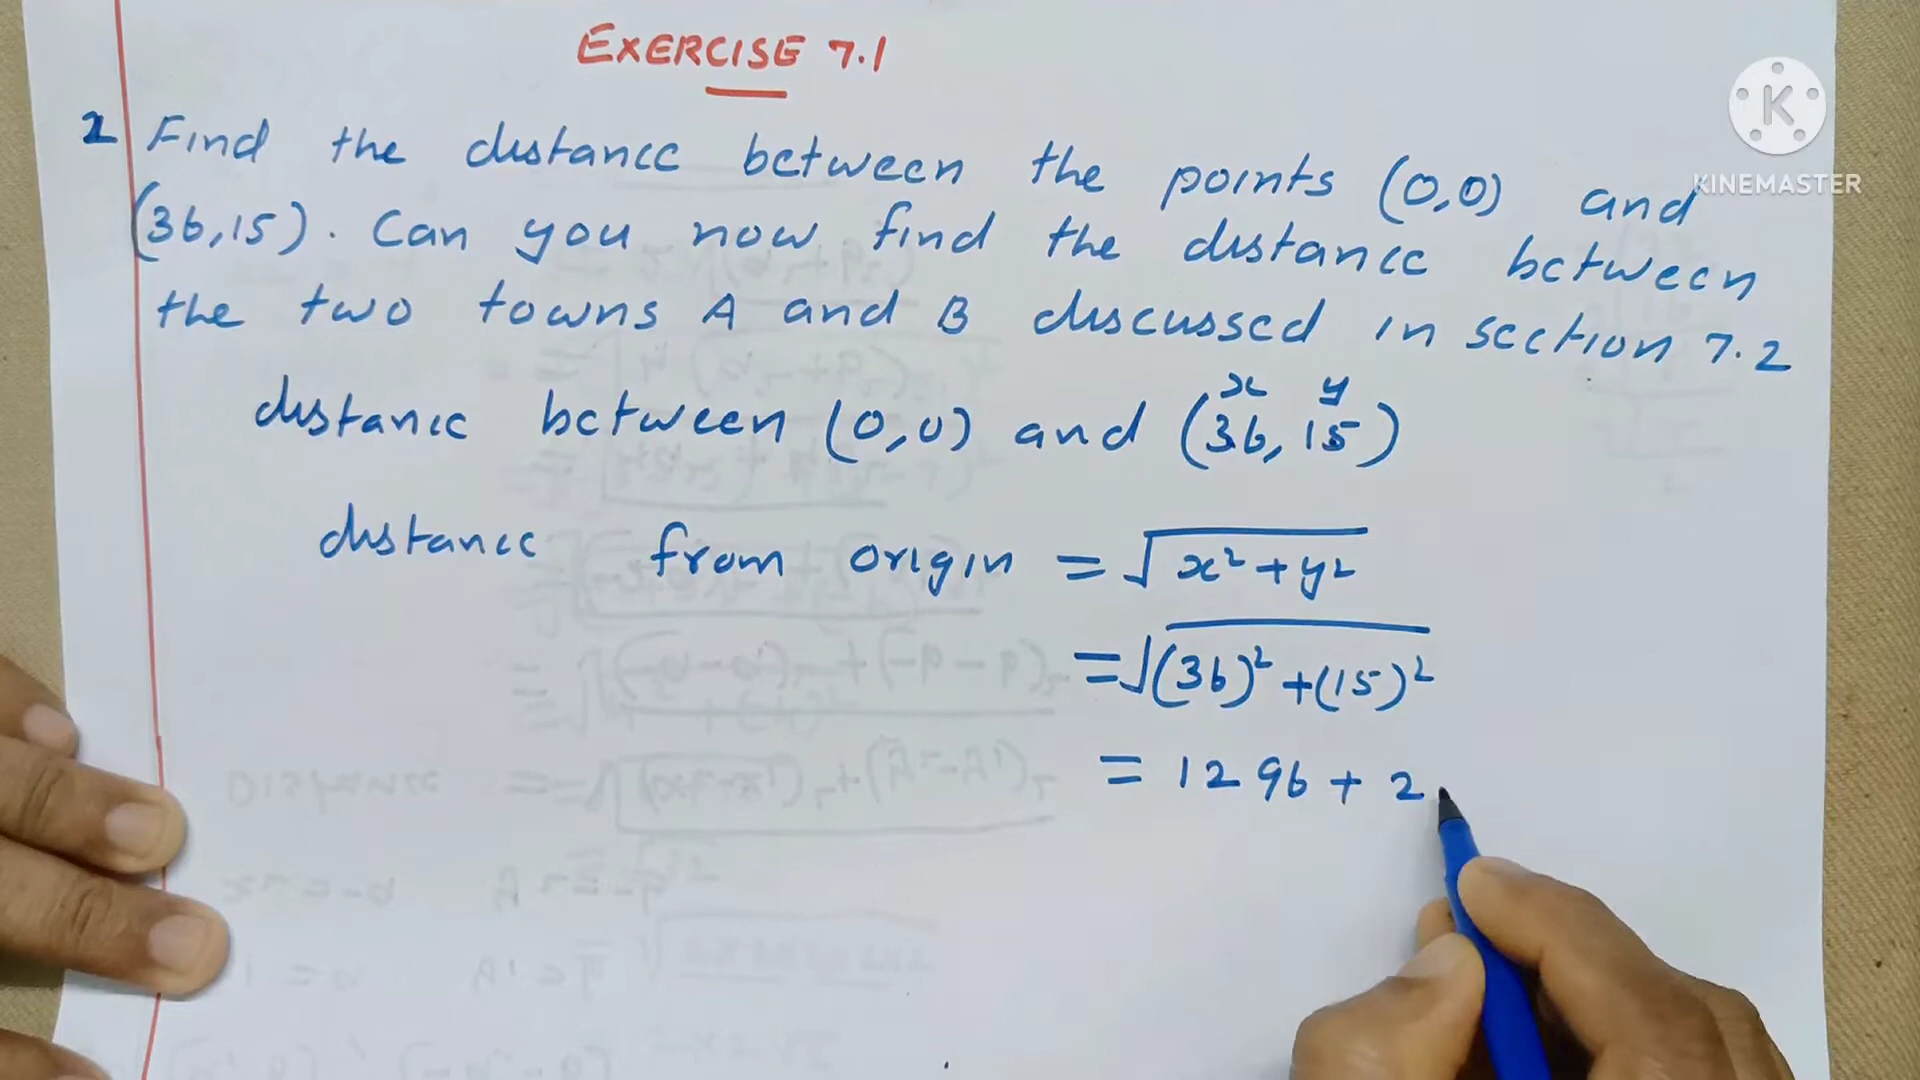 EXERCISE 7.1
2 Find the distance between the points (0,0) and
(36,15). Can you now find the distance between
the two towns A and B discussed in section 7.2
x y
distance between (0,0) and (36,15)
distance from origin = √x²+y²
= √(36)²+(15)²
= 1296 + 2
K
KINEMASTER